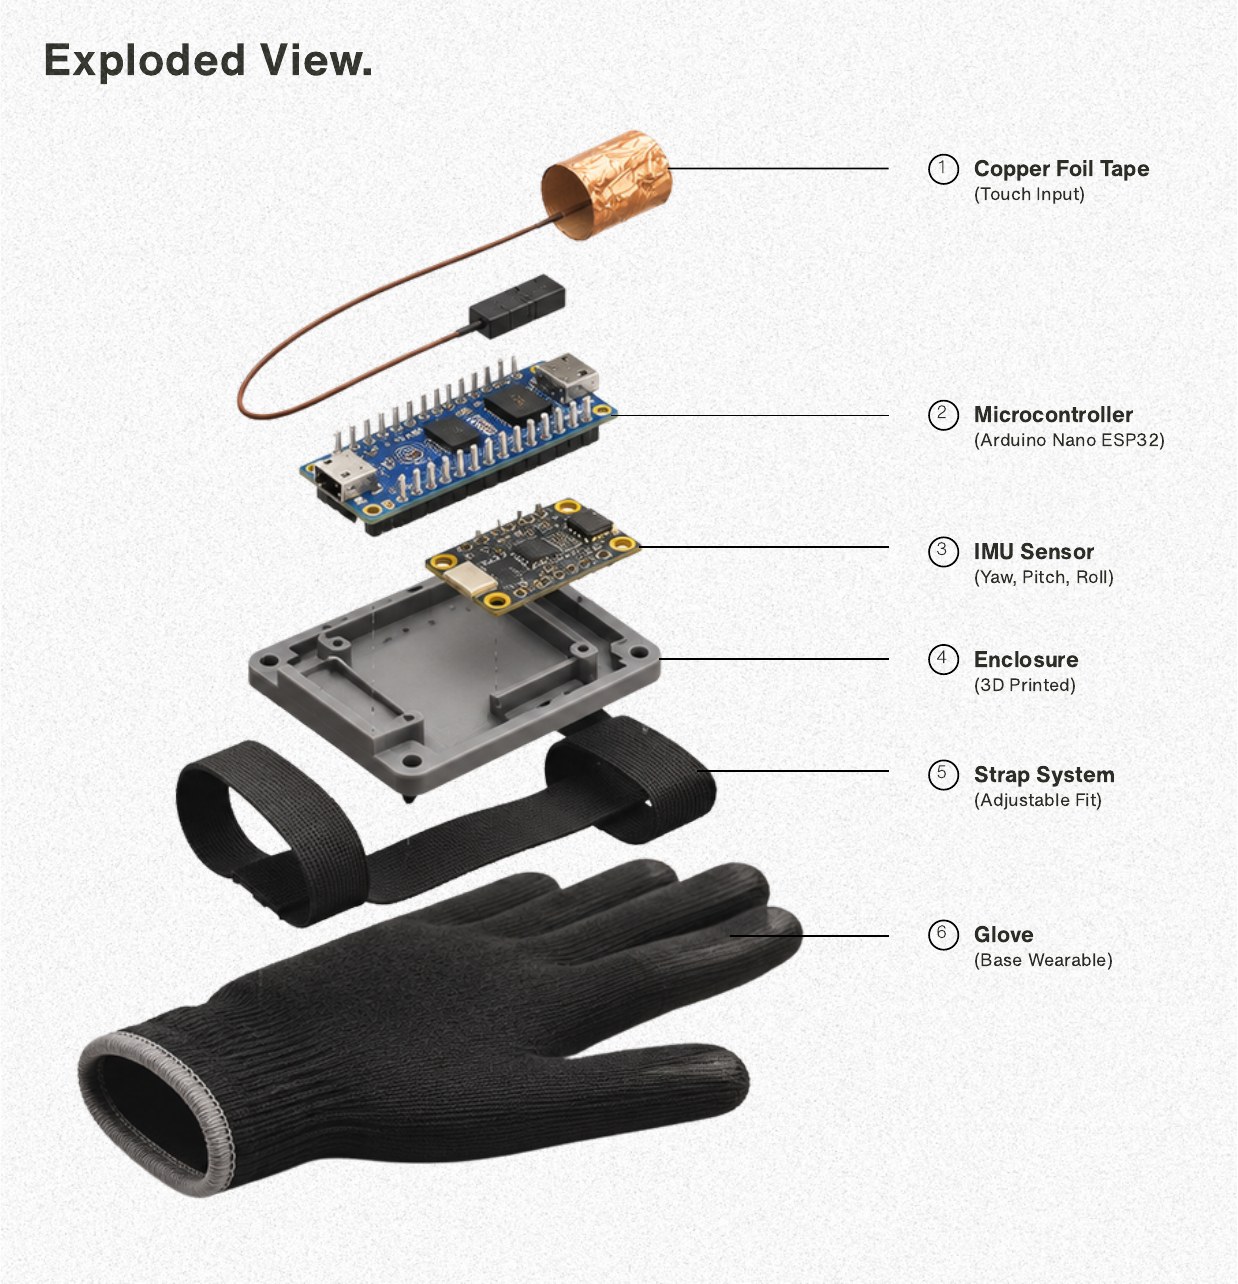 Exploded View.
1 Copper Foil Tape
(Touch Input)
2 Microcontroller
(Arduino Nano ESP32)
3 IMU Sensor
(Yaw, Pitch, Roll)
4 Enclosure
(3D Printed)
5 Strap System
(Adjustable Fit)
6 Glove
(Base Wearable)